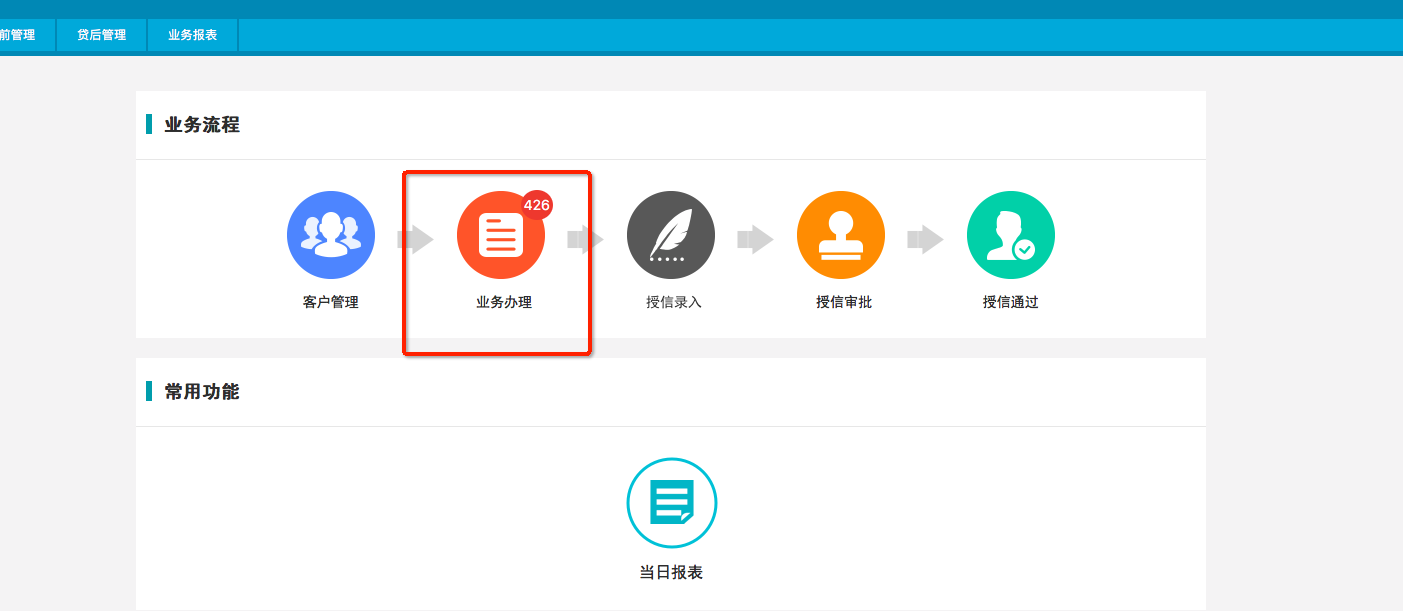 前管理 贷后管理 业务报表
业务流程
426
客户管理 业务办理 授信录入 授信审批 授信通过
常用功能
当日报表